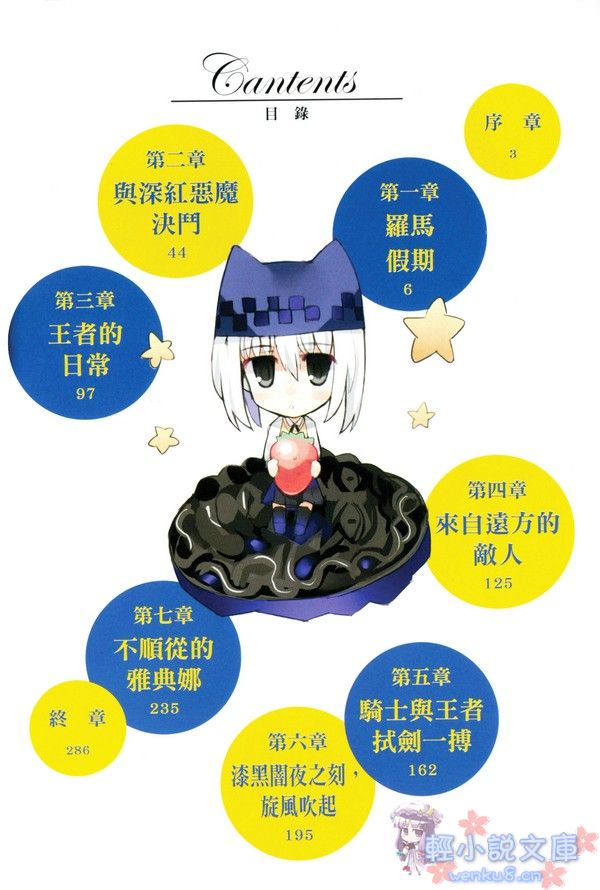 Cantents
目錄
序章
3
第一章
羅馬
假期
6
第二章
與深紅惡魔
決鬥
44
第三章
王者的
日常
97
第四章
來自遠方的
敵人
125
第五章
騎士與王者
拭劍一搏
162
第六章
漆黑闇夜之刻，
旋風吹起
195
第七章
不順從的
雅典娜
235
終章
286
輕小說文庫
wenku8.cn